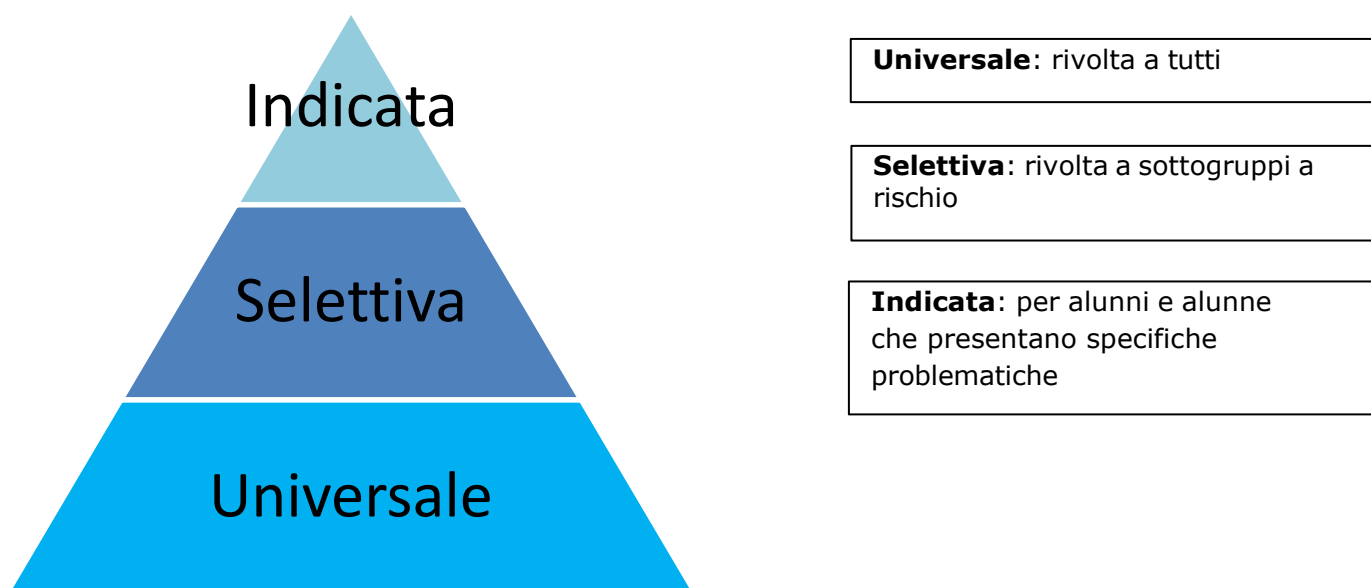 Indicata
Selettiva
Universale
Universale: rivolta a tutti
Selettiva: rivolta a sottogruppi a
rischio
Indicata: per alunni e alunne
che presentano specifiche
problematiche